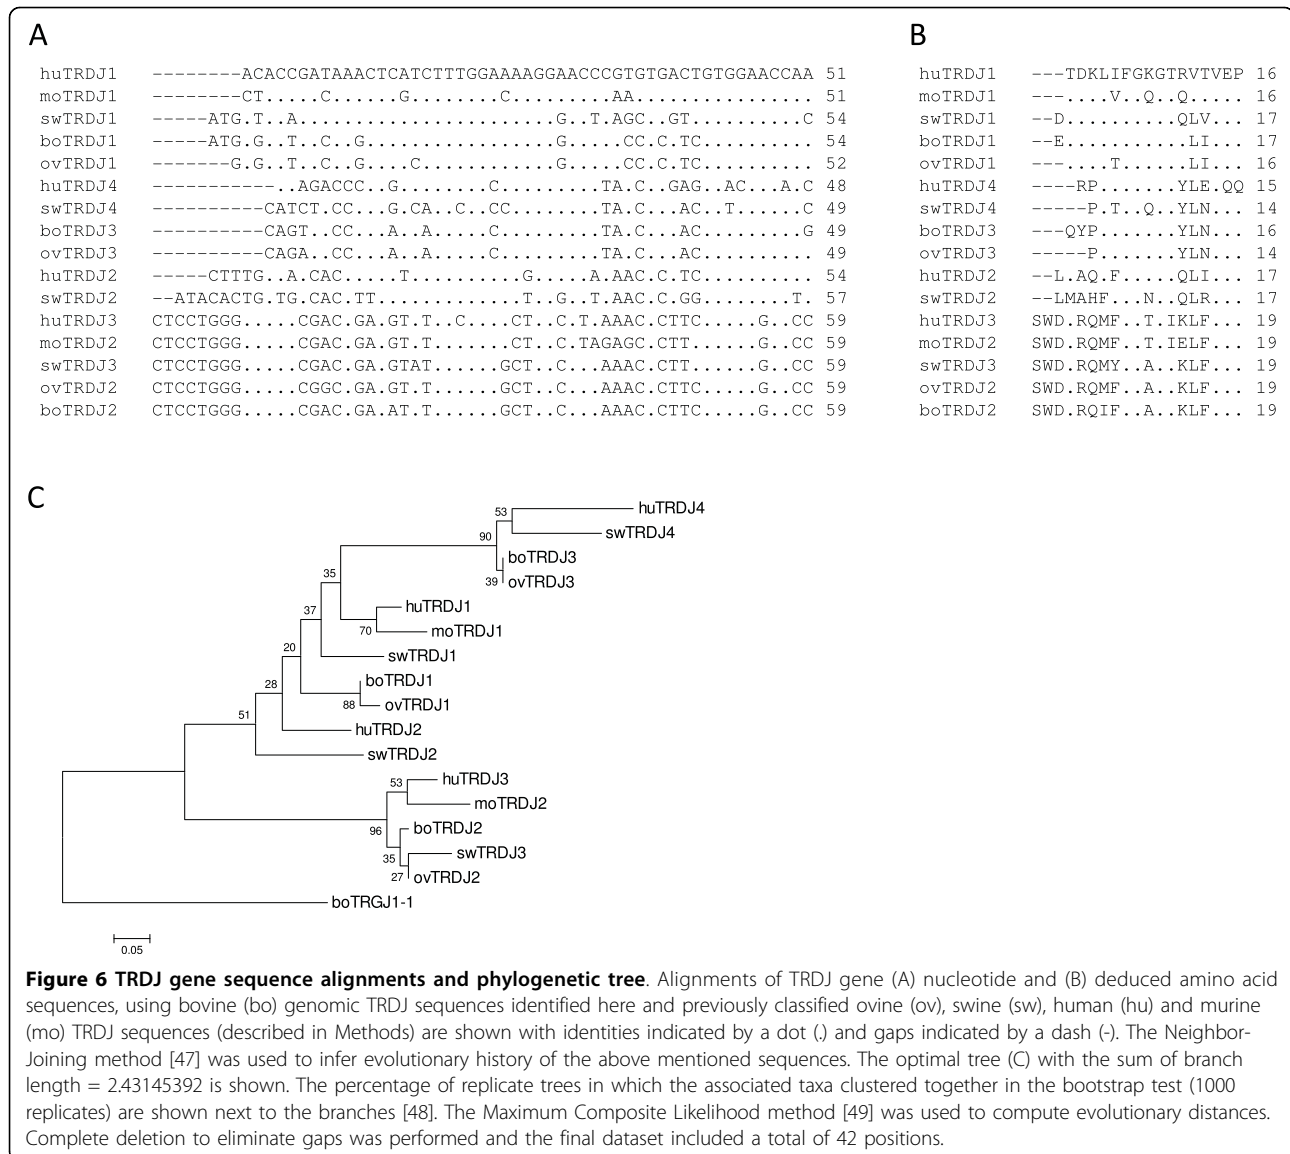 A
huTRDJ1 --------ACACCGATAAACTCATCTTTGGAAAAGGAACCCGTGTGACTGTGGAACCAA 51
moTRDJ1 --------CT.....C......G........C.........AA................ 51
swTRDJ1 -----ATG.T..A.......................G..T.AGC..GT..........C 54
boTRDJ1 -----ATG.G..T..C..G.................G.....CC.C.TC.......... 54
ovTRDJ1 -------G.G..T..C..G....C............G.....CC.C.TC.......... 52
huTRDJ4 -----------..AGACCC..G........C.........TA.C..GAG..AC...A.C 48
swTRDJ4 ----------CATCT.CC...G.CA..C..CC........TA.C...AC..T......C 49
boTRDJ3 ----------CAGT..CC...A..A.....C.........TA.C...AC.........G 49
ovTRDJ3 ----------CAGA..CC...A..A.....C.........TA.C...AC.......... 49
huTRDJ2 -----CTTTG..A.CAC.....T..........G.....A.AAC.C.TC.......... 54
swTRDJ2 --ATACACTG.TG.CAC.TT.............T..G..T.AAC.C.GG........T. 57
huTRDJ3 CTCCTGGG.....CGAC.GA.GT.T..C....CT..C.T.AAAC.CTTC......G..CC 59
moTRDJ2 CTCCTGGG.....CGAC.GA.GT.T.......CT..C.TAGAGC.CTT.......G..CC 59
swTRDJ3 CTCCTGGG.....CGAC.GA.GTAT......GCT..C...AAAC.CTT.......G..CC 59
ovTRDJ2 CTCCTGGG.....CGGC.GA.GT.T......GCT..C...AAAC.CTTC......G..CC 59
boTRDJ2 CTCCTGGG.....CGAC.GA.AT.T......GCT..C...AAAC.CTTC......G..CC 59
B
huTRDJ1 ---TDKLIFGKGTRVTVEP 16
moTRDJ1 ---....V..Q..Q..... 16
swTRDJ1 --D..........QLV... 17
boTRDJ1 --E...........LI... 17
ovTRDJ1 ---....T......LI... 16
huTRDJ4 ----RP.......YLE.QQ 15
swTRDJ4 -----P.T..Q..YLN... 14
boTRDJ3 ---QYP.......YLN... 16
ovTRDJ3 -----P.......YLN... 14
huTRDJ2 --L.AQ.F.....QLI... 17
swTRDJ2 --LMAHF...N..QLR... 17
huTRDJ3 SWD.RQMF..T.IKLF... 19
moTRDJ2 SWD.RQMF..T.IELF... 19
swTRDJ3 SWD.RQMY..A..KLF... 19
ovTRDJ2 SWD.RQMF..A..KLF... 19
boTRDJ2 SWD.RQIF..A..KLF... 19
C
53 huTRDJ4
swTRDJ4
90
boTRDJ3
39 ovTRDJ3
35
huTRDJ1
37
70 moTRDJ1
swTRDJ1
20
boTRDJ1
28
88 ovTRDJ1
51
huTRDJ2
swTRDJ2
53 huTRDJ3
moTRDJ2
96
boTRDJ2
35 swTRDJ3
27 ovTRDJ2
boTRGJ1-1
0.05
Figure 6 TRDJ gene sequence alignments and phylogenetic tree. Alignments of TRDJ gene (A) nucleotide and (B) deduced amino acid
sequences, using bovine (bo) genomic TRDJ sequences identified here and previously classified ovine (ov), swine (sw), human (hu) and murine
(mo) TRDJ sequences (described in Methods) are shown with identities indicated by a dot (.) and gaps indicated by a dash (-). The Neighbor-
Joining method [47] was used to infer evolutionary history of the above mentioned sequences. The optimal tree (C) with the sum of branch
length = 2.43145392 is shown. The percentage of replicate trees in which the associated taxa clustered together in the bootstrap test (1000
replicates) are shown next to the branches [48]. The Maximum Composite Likelihood method [49] was used to compute evolutionary distances.
Complete deletion to eliminate gaps was performed and the final dataset included a total of 42 positions.